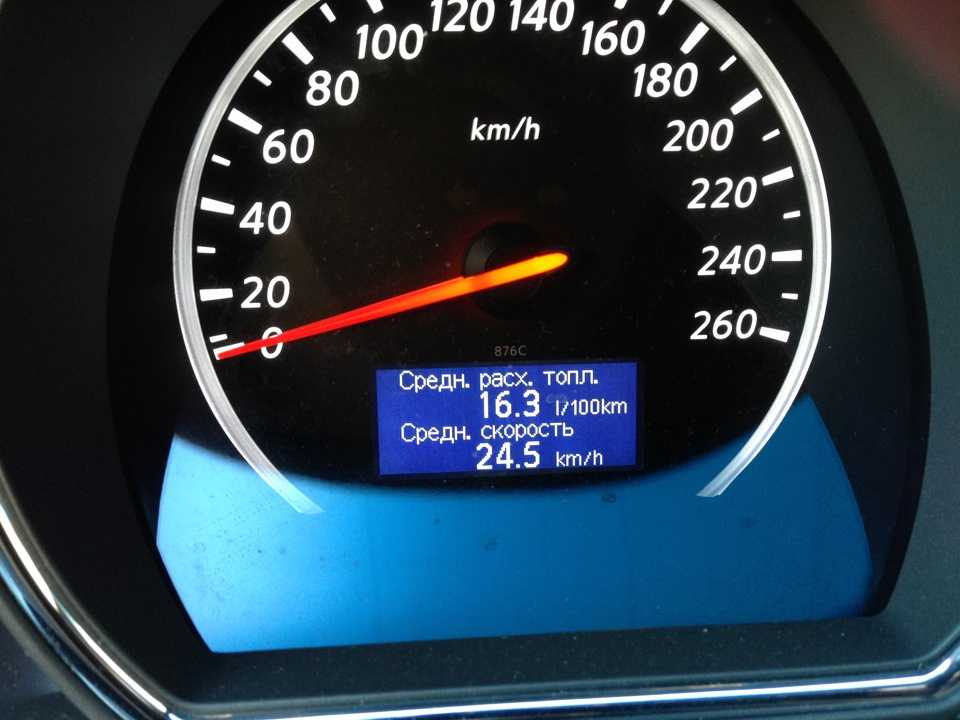 120 140
100 160
80 180
km/h
60 200
40 220
20 240
0 260
876C
Средн. расх. топл.
16.3 l/100km
Средн. скорость
24.5 km/h